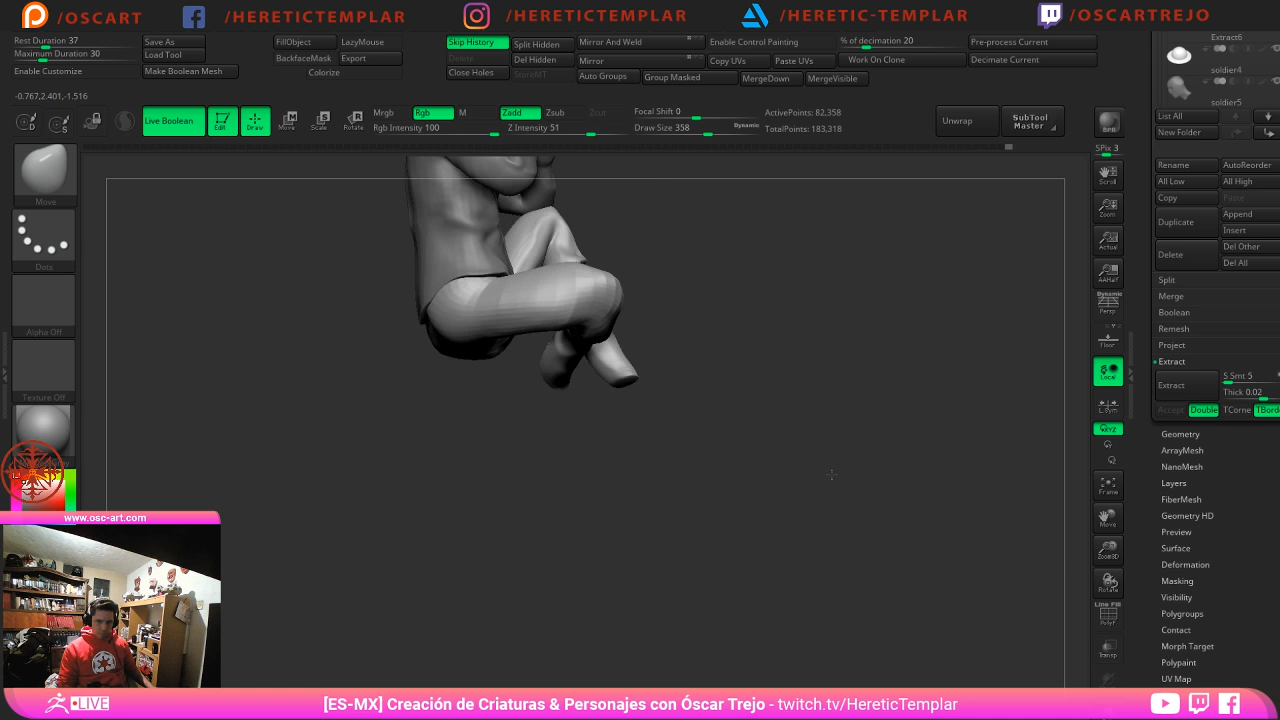 /OSCART
/HERETICTEMPLAR
/HERETICTEMPLAR
/HERETIC-TEMPLAR
/OSCARTREJO
Rest Duration 37
Maximum Duration 30
Enable Customize
Save As
Load Tool
Make Boolean Mesh
FillObject
LazyMouse
BackfaceMask
Export
Colorize
Skip History
Split Hidden
Delete
Del Hidden
Close Holes
StoreMT
Mirror And Weld
Mirror
Auto Groups
Group Masked
Enable Control Painting
Copy UVs
Paste UVs
MergeDown
MergeVisible
% of decimation 20
Work On Clone
Pre-process Current
Decimate Current
Extract6
soldier4
soldier5
-0.767,2.401,-1.516
Live Boolean
Edit
Draw
Move
Scale
Rotate
Mrgb
Rgb
Rgb Intensity 100
Zadd
Zsub
Zcut
Z Intensity 51
Focal Shift 0
Draw Size 358
Dynamic
ActivePoints: 82,358
TotalPoints: 183,318
Unwrap
SubTool
Master
BPR
SPix 3
Scroll
Zoom
Actual
AAHalf
Dynamic
Persp
Floor
Local
L.Sym
XYZ
Frame
Move
Zoom3D
Rotate
Line Fill
PolyF
Transp
Move
Dots
Alpha Off
Texture Off
List All
New Folder
Rename
AutoReorder
All Low
All High
Copy
Paste
Duplicate
Append
Insert
Delete
Del Other
Del All
Split
Merge
Boolean
Remesh
Project
Extract
Extract
S Smt 5
Thick 0.02
Accept
Double
TCorne
TBord
Geometry
ArrayMesh
NanoMesh
Layers
FiberMesh
Geometry HD
Preview
Surface
Deformation
Masking
Visibility
Polygroups
Contact
Morph Target
Polypaint
UV Map
www.osc-art.com
LIVE
[ES-MX] Creación de Criaturas & Personajes con Óscar Trejo - twitch.tv/HereticTemplar